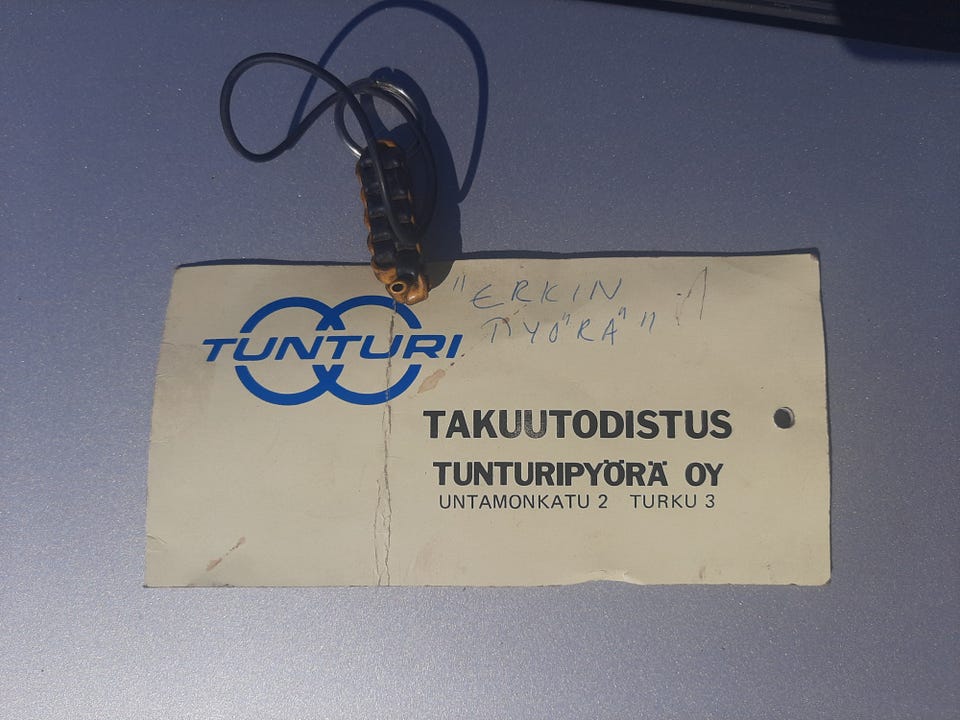 TUNTURI
"ERKIN
PYÖRÄ"
TAKUUTODISTUS
TUNTURIPYÖRÄ OY
UNTAMONKATU 2 TURKU 3